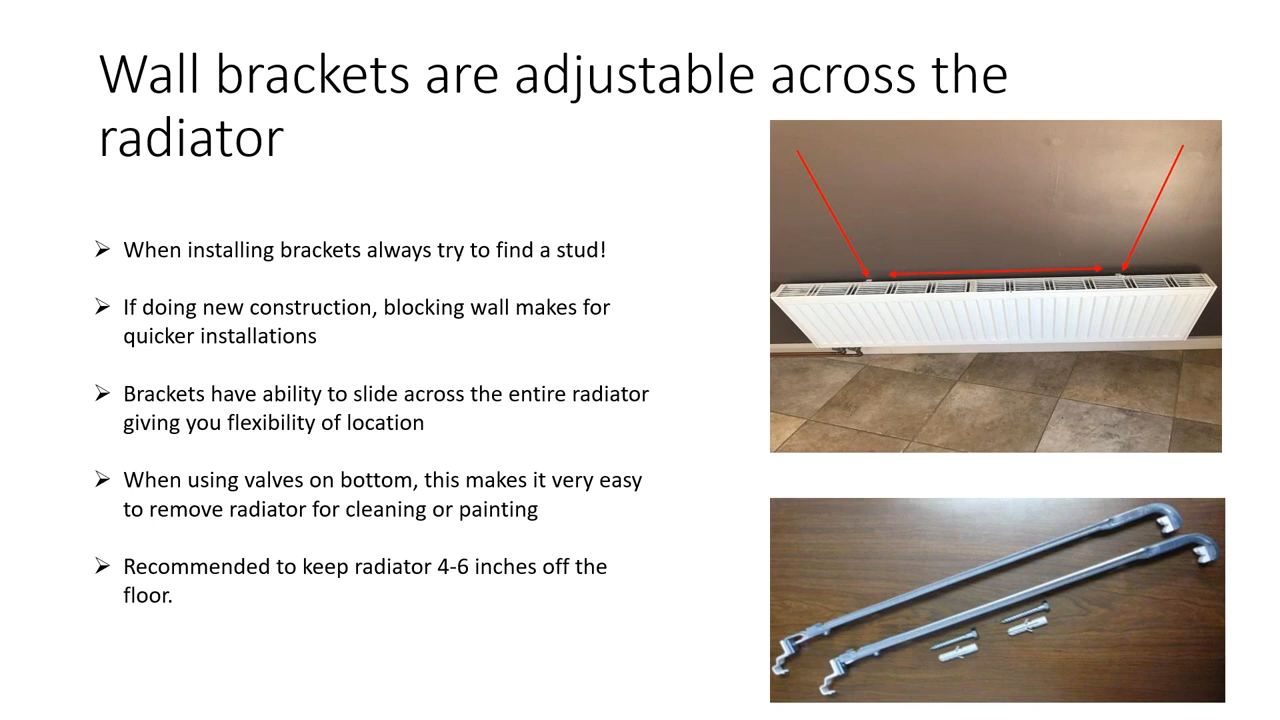 Wall brackets are adjustable across the
radiator
When installing brackets always try to find a stud!
If doing new construction, blocking wall makes for
quicker installations
Brackets have ability to slide across the entire radiator
giving you flexibility of location
When using valves on bottom, this makes it very easy
to remove radiator for cleaning or painting
Recommended to keep radiator 4-6 inches off the
floor.